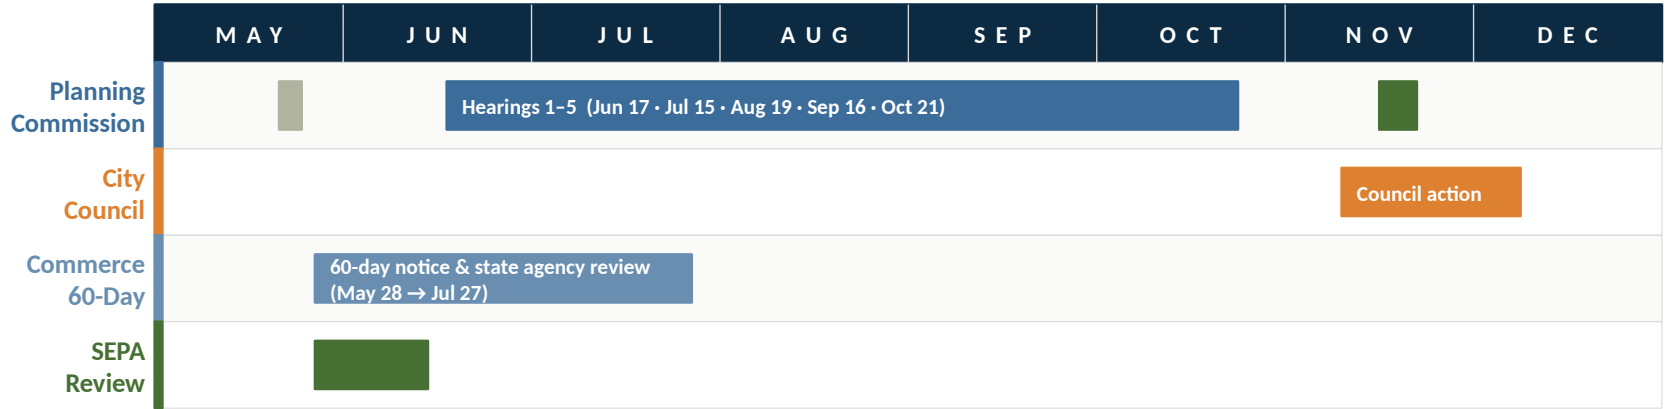 MAY JUN JUL AUG SEP OCT NOV DEC
Planning
Commission
Hearings 1–5 (Jun 17 · Jul 15 · Aug 19 · Sep 16 · Oct 21)
City
Council
Council action
Commerce
60-Day
60-day notice & state agency review
(May 28 → Jul 27)
SEPA
Review